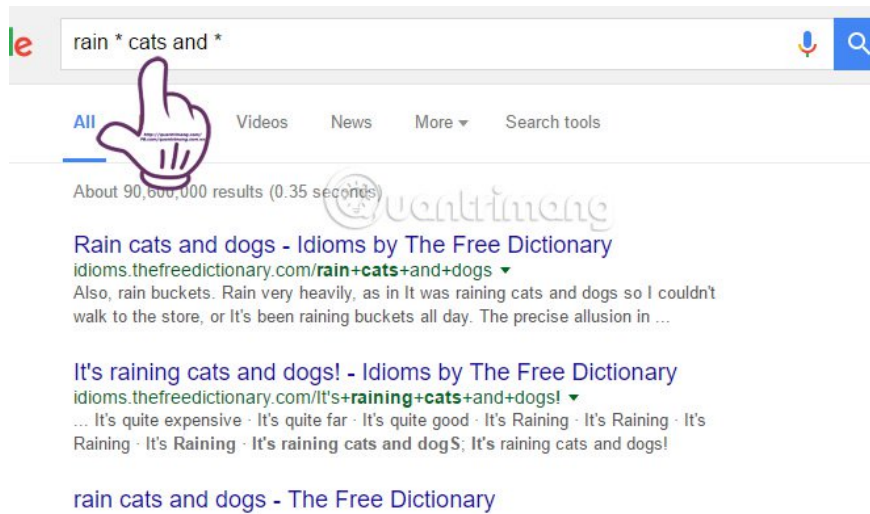 le
rain * cats and *
All
Videos
News
More
Search tools
About 90,600,000 results (0.35 seconds)
Quantrimang
Rain cats and dogs - Idioms by The Free Dictionary
idioms.thefreedictionary.com/rain+cats+and+dogs
Also, rain buckets. Rain very heavily, as in It was raining cats and dogs so I couldn't
walk to the store, or It's been raining buckets all day. The precise allusion in ...
It's raining cats and dogs! - Idioms by The Free Dictionary
idioms.thefreedictionary.com/It's+raining+cats+and+dogs!
... It's quite expensive · It's quite far · It's quite good · It's Raining · It's Raining · It's
Raining · It's Raining · It's raining cats and dogS; It's raining cats and dogs!
rain cats and dogs - The Free Dictionary